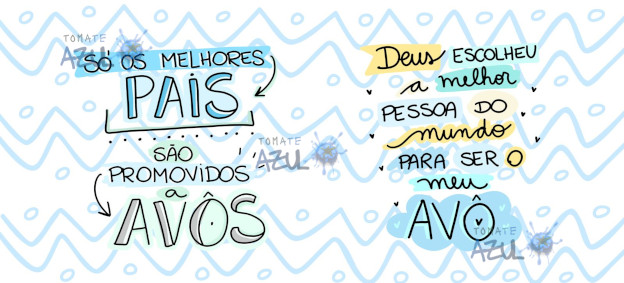 TOMATE
AZUL
SÓ OS MELHORES
PAIS
SÃO
PROMOVIDOS
a
AVÔS
TOMATE
AZUL
Deus ESCOLHEU
a melhor
PESSOA DO
mundo
PARA SER O
meu
AVÔ
TOMATE
AZUL